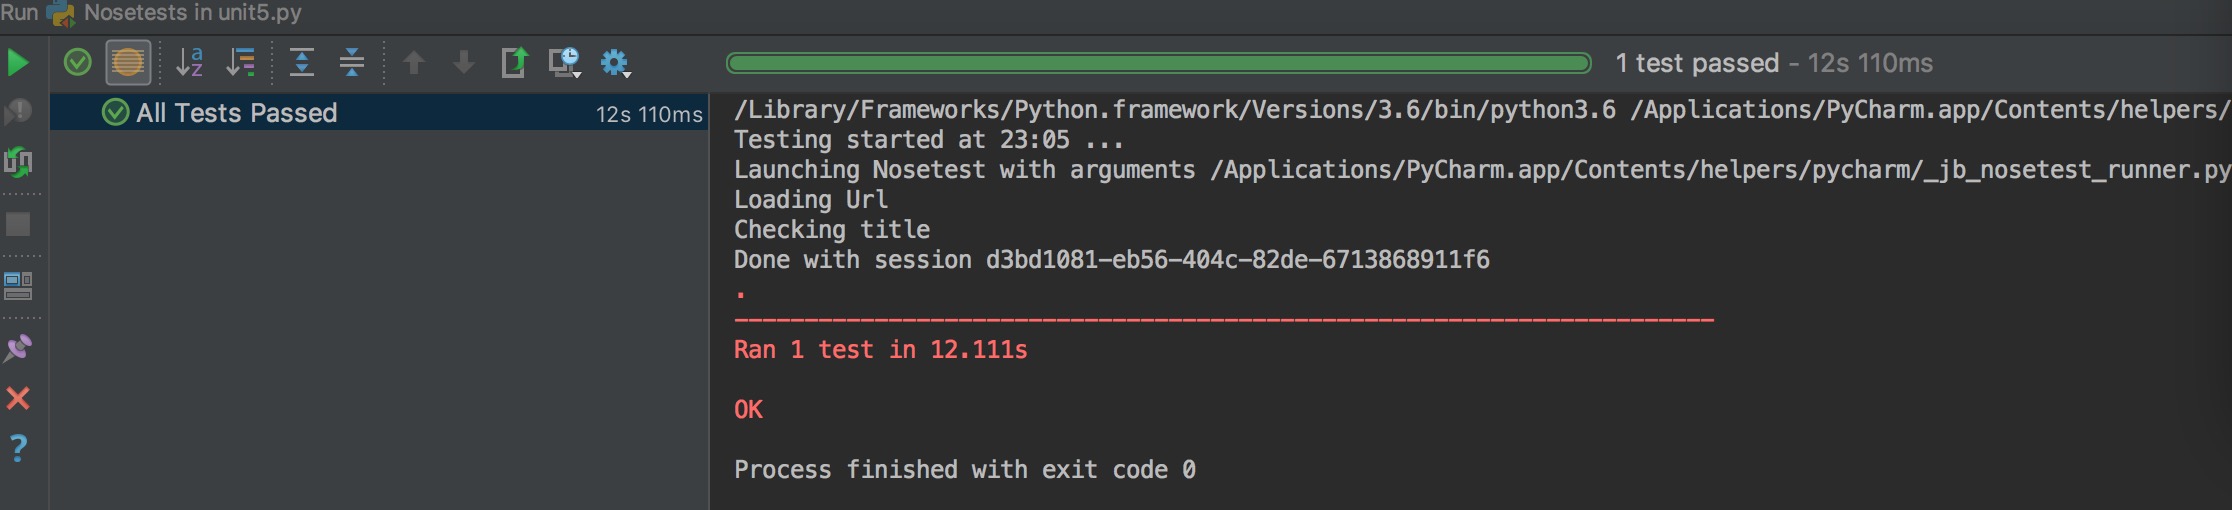 Run Nosetests in unit5.py
1 test passed - 12s 110ms
All Tests Passed 12s 110ms
/Library/Frameworks/Python.framework/Versions/3.6/bin/python3.6 /Applications/PyCharm.app/Contents/helpers/
Testing started at 23:05 ...
Launching Nosetest with arguments /Applications/PyCharm.app/Contents/helpers/pycharm/_jb_nosetest_runner.py
Loading Url
Checking title
Done with session d3bd1081-eb56-404c-82de-6713868911f6
.
----------------------------------------------------------------------
Ran 1 test in 12.111s
OK
Process finished with exit code 0